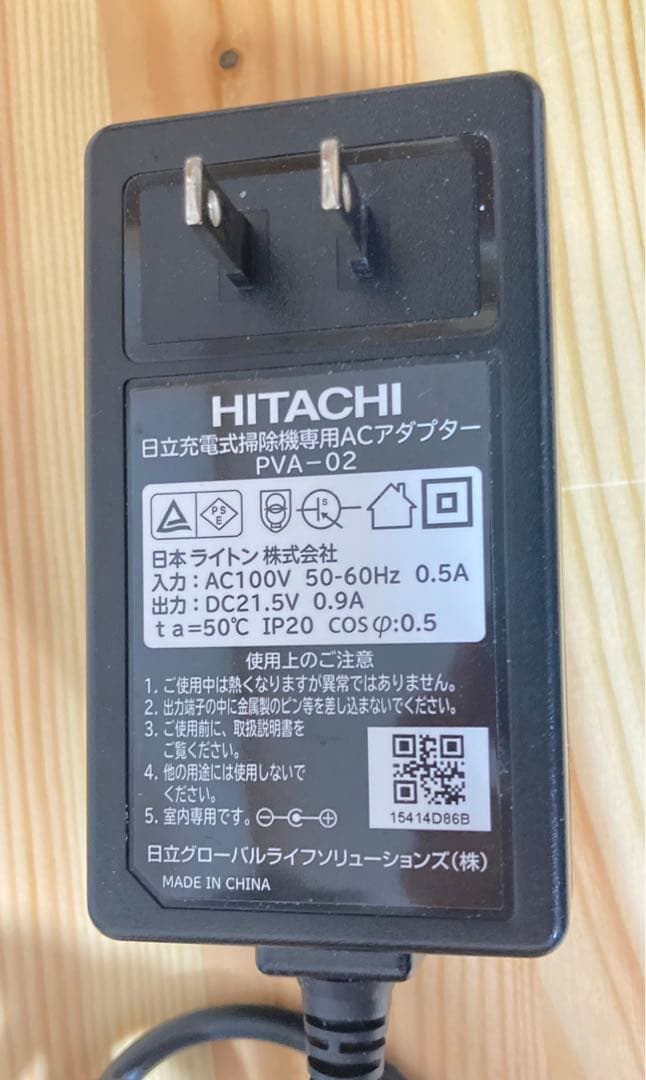 HITACHI
日立充電式掃除機専用ACアダプター
PVA-02
PS
E
S
日本 ライトン 株式会社
入力：AC100V 50-60Hz 0.5A
出力：DC21.5V 0.9A
ta=50℃ IP20 COSφ:0.5
使用上のご注意
1. ご使用中は熱くなりますが異常ではありません。
2. 出力端子の中に金属製のピン等を差し込まないでください。
3. ご使用前に、取扱説明書を
ご覧ください。
4. 他の用途には使用しないで
ください。
5. 室内専用です。
15414D86B
日立グローバルライフソリューションズ(株)
MADE IN CHINA